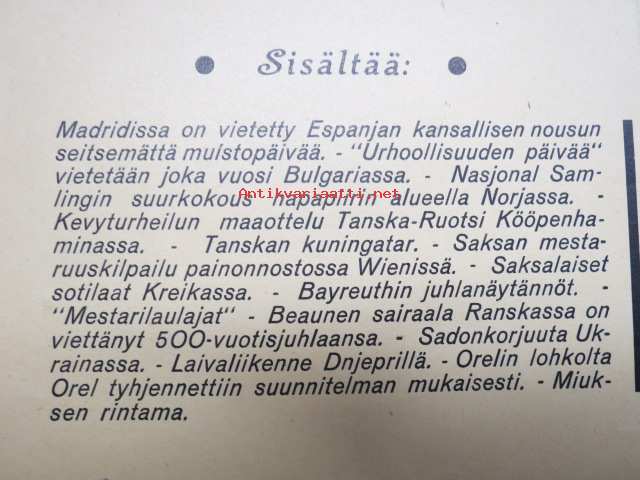 • Sisältää: •
Madridissa on vietetty Espanjan kansallisen nousun
seitsemättä muistopäivää. - "Urhoollisuuden päivää"
vietetään joka vuosi Bulgariassa. - Nasjonal Sam-
lingin suurkokous napapiirin alueella Norjassa. -
Antikvariaatti.net
Kevyturheilun maaottelu Tanska-Ruotsi Kööpenha-
minassa. - Tanskan kuningatar. - Saksan mesta-
ruuskilpailu painonnostossa Wienissä. - Saksalaiset
sotilaat Kreikassa. - Bayreuthin juhlanäytännöt. -
"Mestarilaulajat" - Beaunen sairaala Ranskassa on
viettänyt 500-vuotisjuhlaansa. - Sadonkorjuuta Uk-
rainassa. - Laivaliikenne Dnjeprillä. - Orelin lohkolta
Orel tyhjennettiin suunnitelman mukaisesti. - Miuk-
sen rintama.